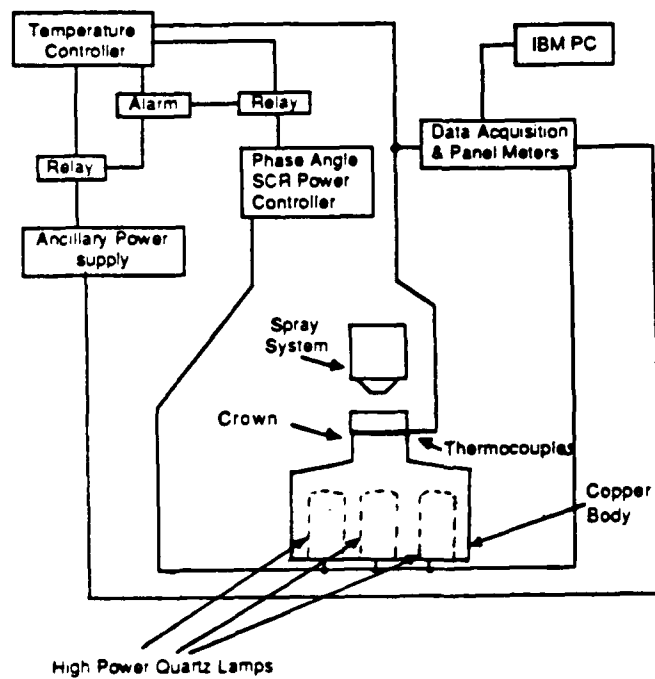 Temperature
Controller
IBM PC
Alarm
Relay
Data Acquisition
& Panel Meters
Relay
Phase Angle
SCR Power
Controller
Ancillary Power
supply
Spray
System
Crown
Thermocouples
Copper
Body
High Power Quartz Lamps